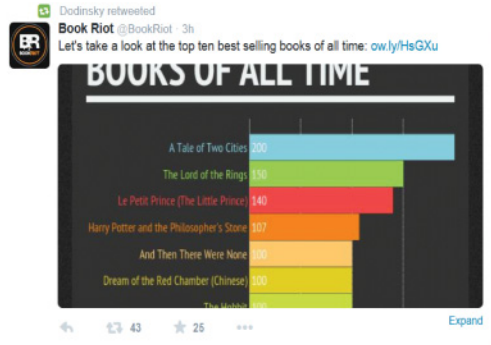 Dodinsky retweeted
Book Riot @BookRiot · 3h
Let's take a look at the top ten best selling books of all time: ow.ly/HsGXu
BR
BOOKS OF ALL TIME
A Tale of Two Cities 200
The Lord of the Rings 150
Le Petit Prince (The Little Prince) 140
Harry Potter and the Philosopher's Stone 107
And Then There Were None 100
Dream of the Red Chamber (Chinese) 100
The Hobbit 100
43 25
Expand